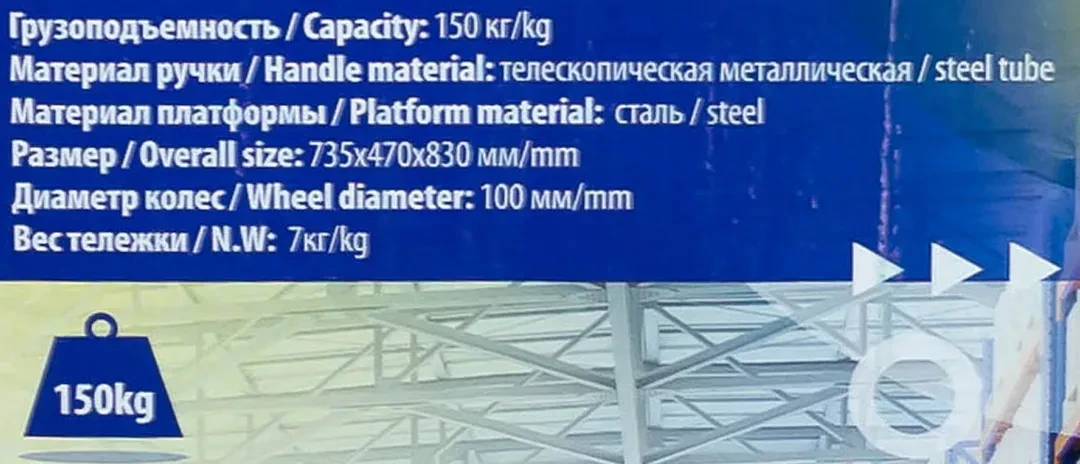 Грузоподъемность / Capacity: 150 кг/kg
Материал ручки / Handle material: телескопическая металлическая / steel tube
Материал платформы / Platform material: сталь / steel
Размер / Overall size: 735x470x830 мм/mm
Диаметр колес / Wheel diameter: 100 мм/mm
Вес тележки / N.W: 7кг/kg
150kg